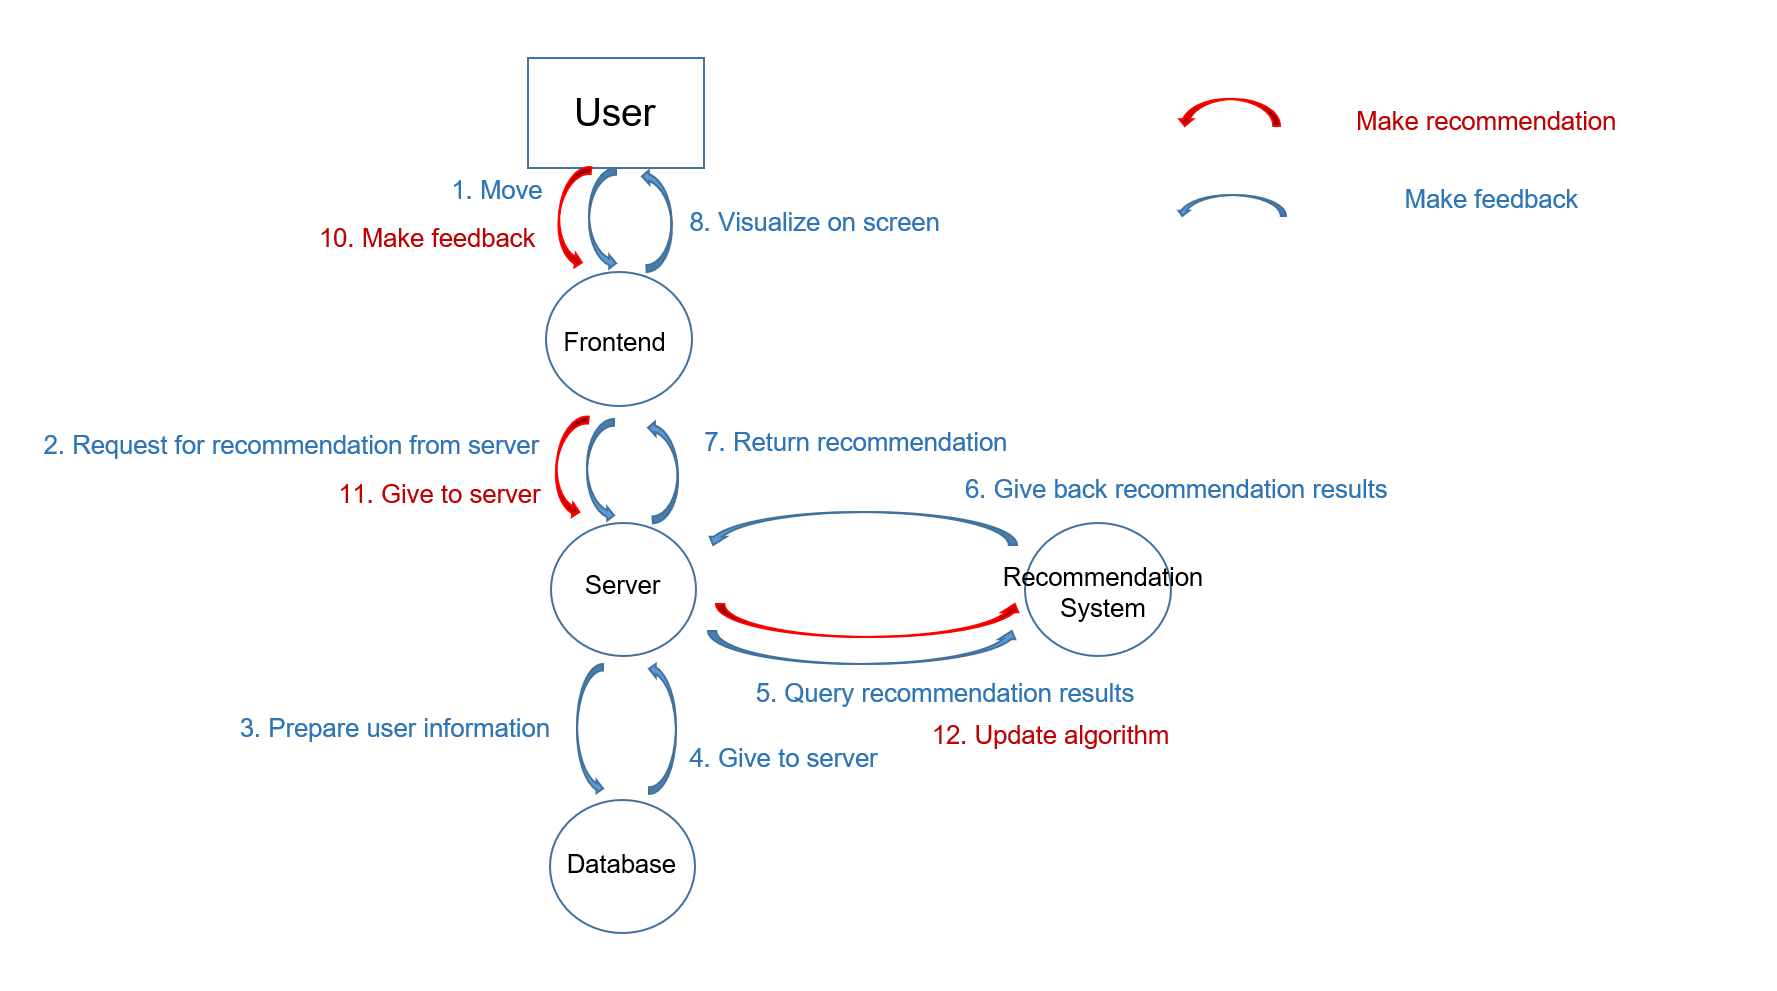 User
Make recommendation
1. Move
Make feedback
8. Visualize on screen
10. Make feedback
Frontend
2. Request for recommendation from server
7. Return recommendation
11. Give to server
6. Give back recommendation results
Server
Recommendation
System
5. Query recommendation results
3. Prepare user information
12. Update algorithm
4. Give to server
Database